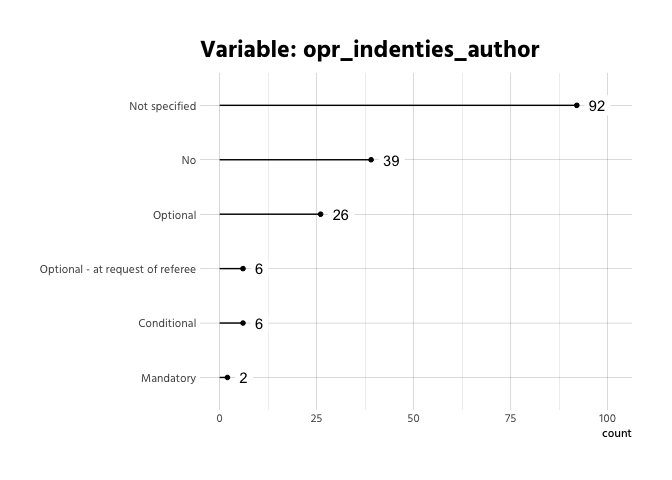 Variable: opr_indenties_author
Not specified 92
No 39
Optional 26
Optional - at request of referee 6
Conditional 6
Mandatory 2
0 25 50 75 100
count